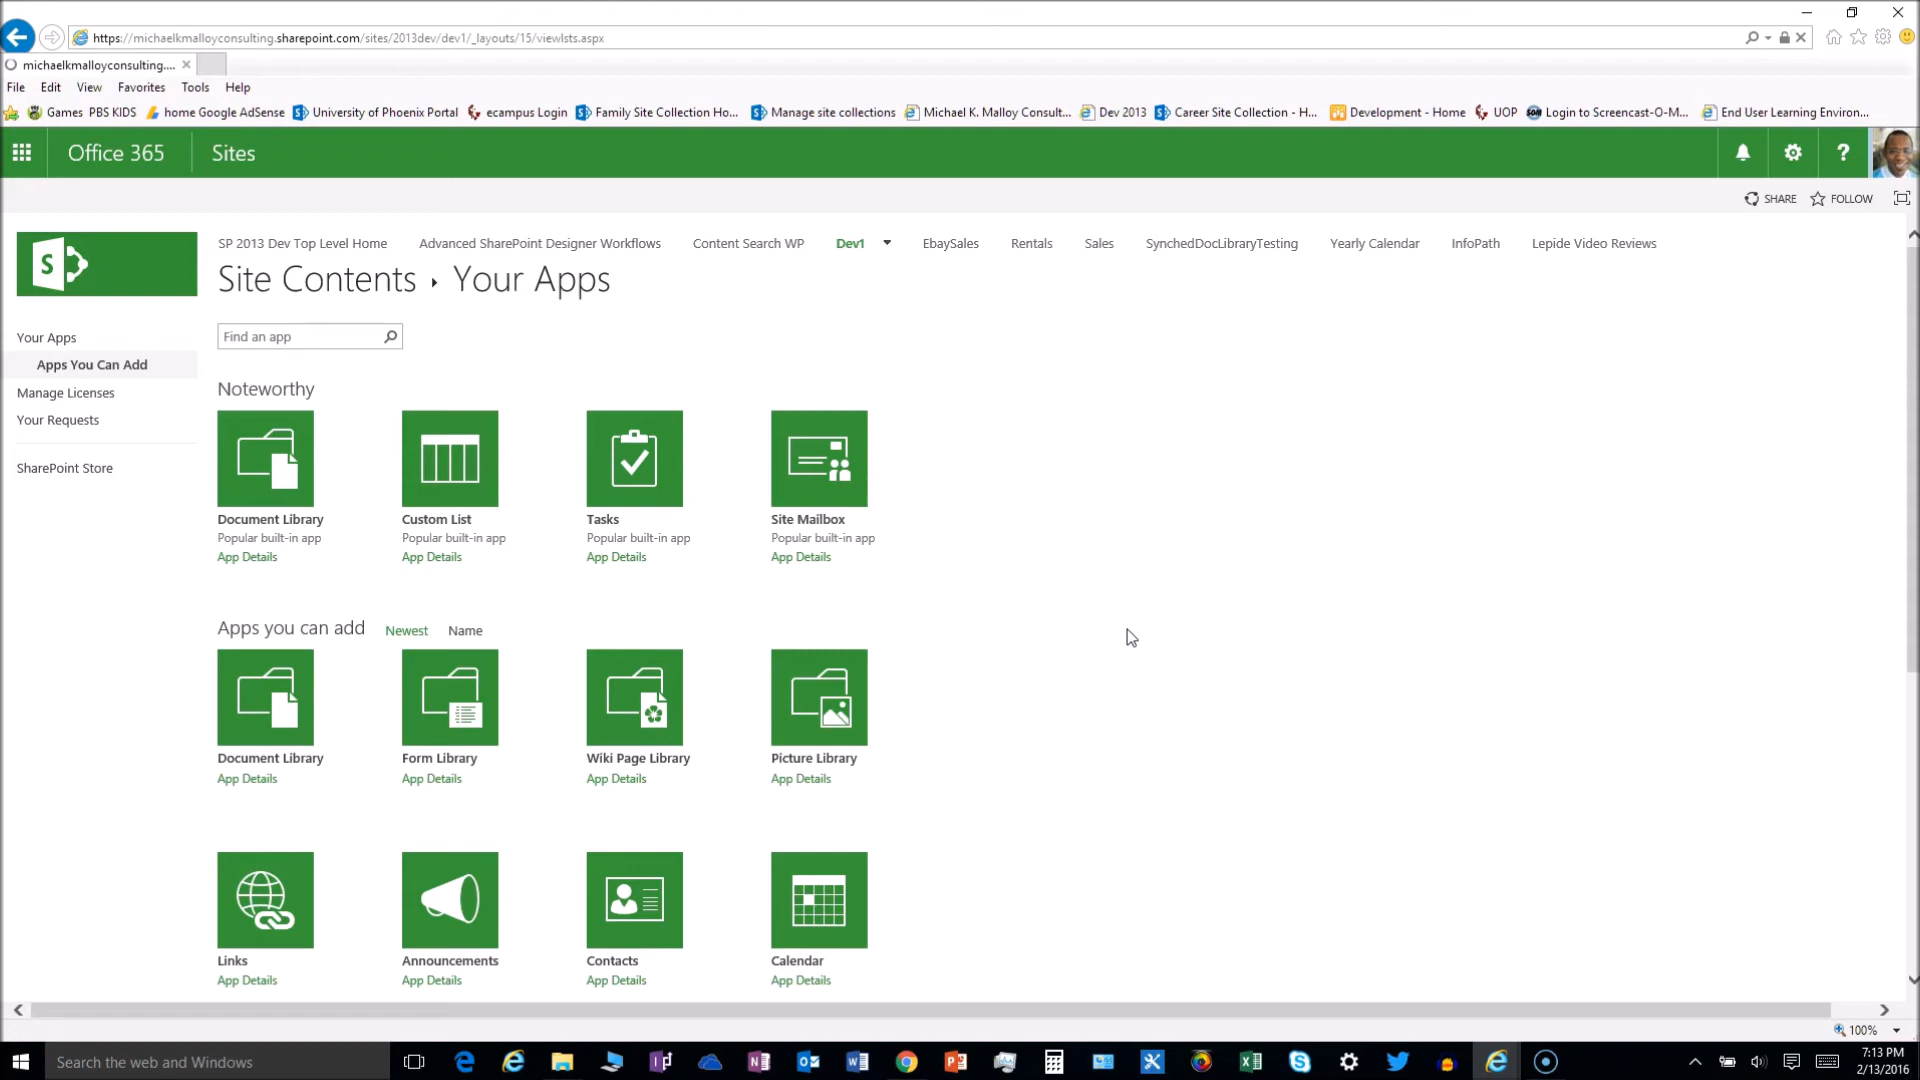 https://michaelkmalloyconsulting.sharepoint.com/sites/2013dev/dev1/_layouts/15/viewlsts.aspx
michaelkmalloyconsulting....
File Edit View Favorites Tools Help
Games PBS KIDS home Google AdSense University of Phoenix Portal ecampus Login Family Site Collection Ho... Manage site collections Michael K. Malloy Consult... Dev 2013 Career Site Collection - H... Development - Home UOP Login to Screencast-O-M... End User Learning Environ...
Office 365 Sites ?
SHARE FOLLOW
SP 2013 Dev Top Level Home Advanced SharePoint Designer Workflows Content Search WP Dev1 EbaySales Rentals Sales SynchedDocLibraryTesting Yearly Calendar InfoPath Lepide Video Reviews
Site Contents Your Apps
Your Apps
Apps You Can Add
Manage Licenses
Your Requests
SharePoint Store
Find an app
Noteworthy
Document Library Custom List Tasks Site Mailbox
Popular built-in app Popular built-in app Popular built-in app Popular built-in app
App Details App Details App Details App Details
Apps you can add Newest Name
Document Library Form Library Wiki Page Library Picture Library
App Details App Details App Details App Details
Links Announcements Contacts Calendar
App Details App Details App Details App Details
100%
Search the web and Windows
7:13 PM
2/13/2016